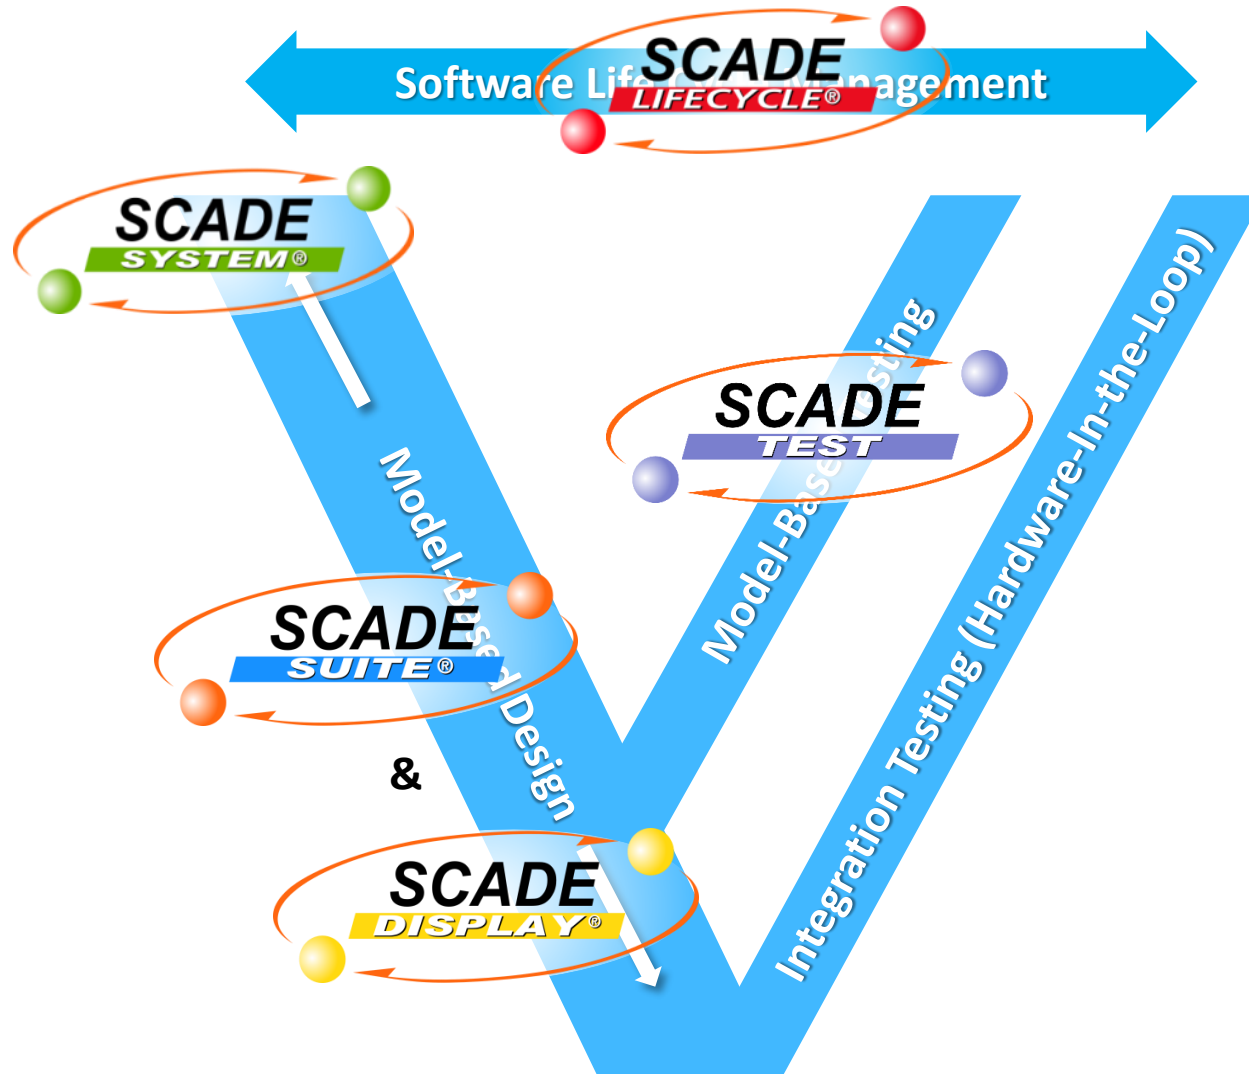 Software Life Management
SCADE
LIFECYCLE®
SCADE
SYSTEM®
SCADE
TEST
Model-Based Testing
Integration Testing (Hardware-In-the-Loop)
Model-Based Design
SCADE
SUITE®
&
SCADE
DISPLAY®